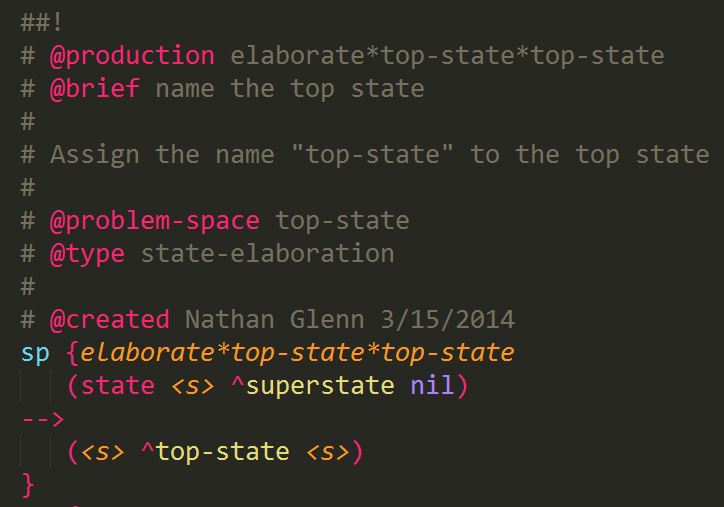 ##!
# @production elaborate*top-state*top-state
# @brief name the top state
#
# Assign the name "top-state" to the top state
#
# @problem-space top-state
# @type state-elaboration
#
# @created Nathan Glenn 3/15/2014
sp {elaborate*top-state*top-state
   (state <s> ^superstate nil)
-->
   (<s> ^top-state <s>)
}